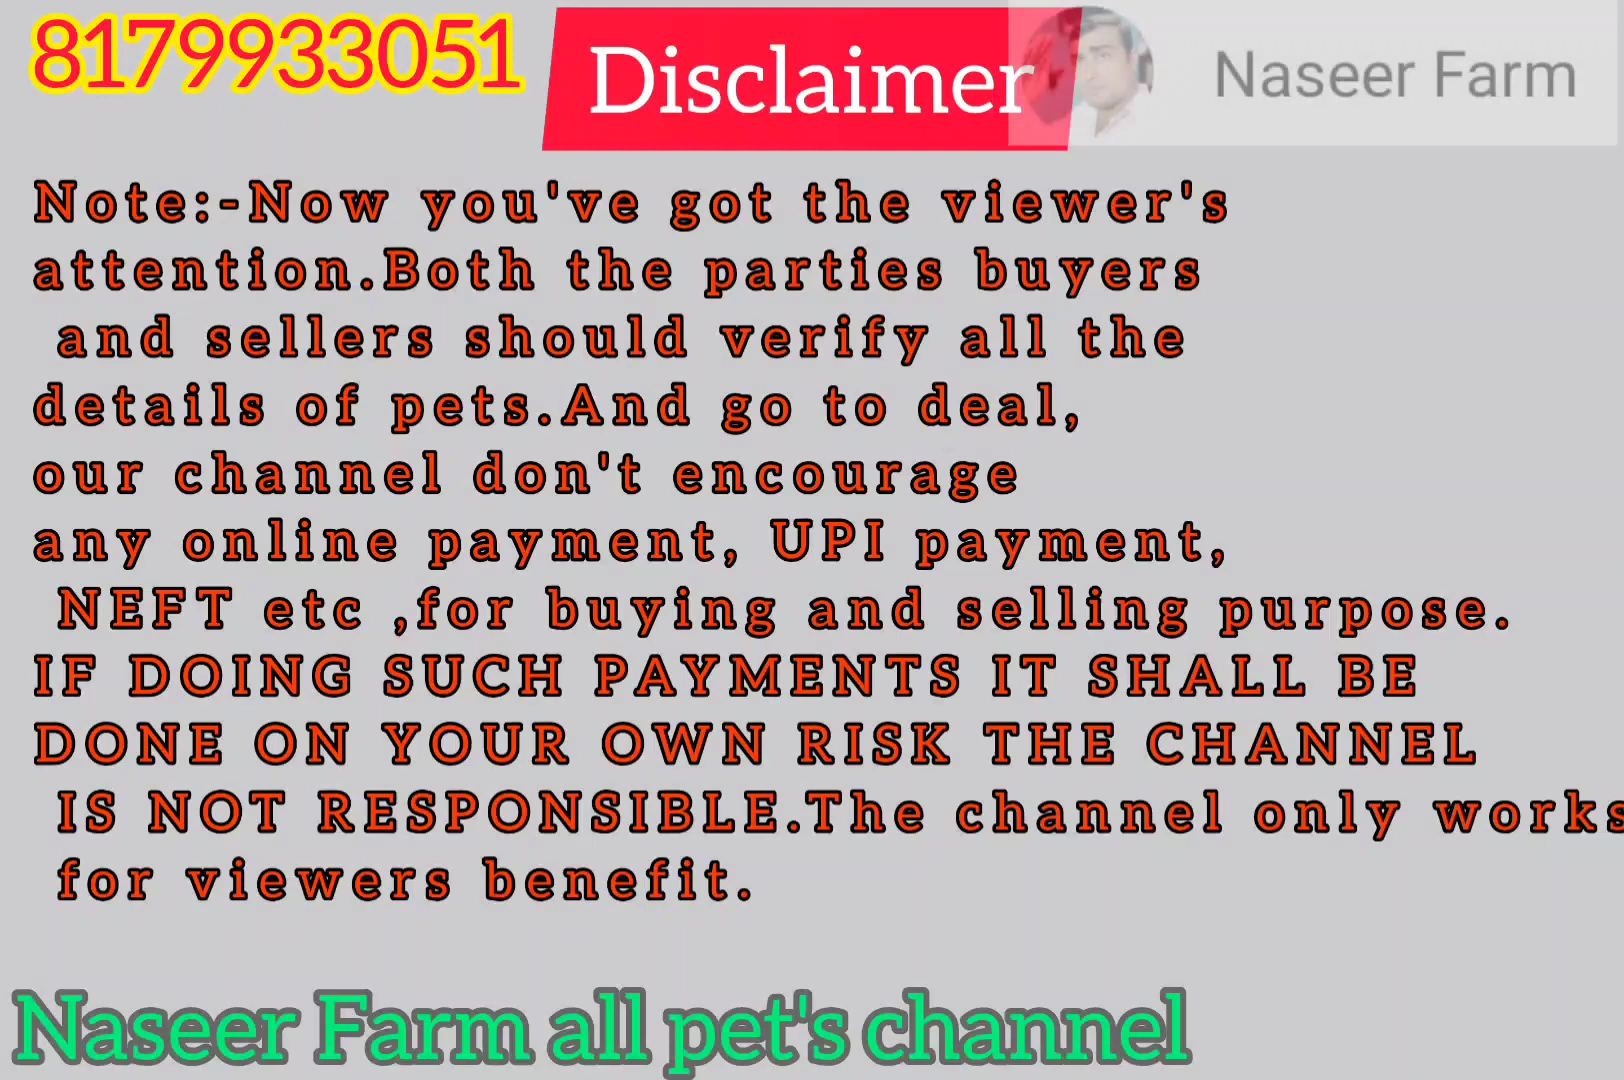 8179933051
Disclaimer
Naseer Farm
Note:-Now you've got the viewer's
attention.Both the parties buyers
and sellers should verify all the
details of pets.And go to deal,
our channel don't encourage
any online payment, UPI payment,
NEFT etc ,for buying and selling purpose.
IF DOING SUCH PAYMENTS IT SHALL BE
DONE ON YOUR OWN RISK THE CHANNEL
IS NOT RESPONSIBLE.The channel only works
for viewers benefit.
Naseer Farm all pet's channel